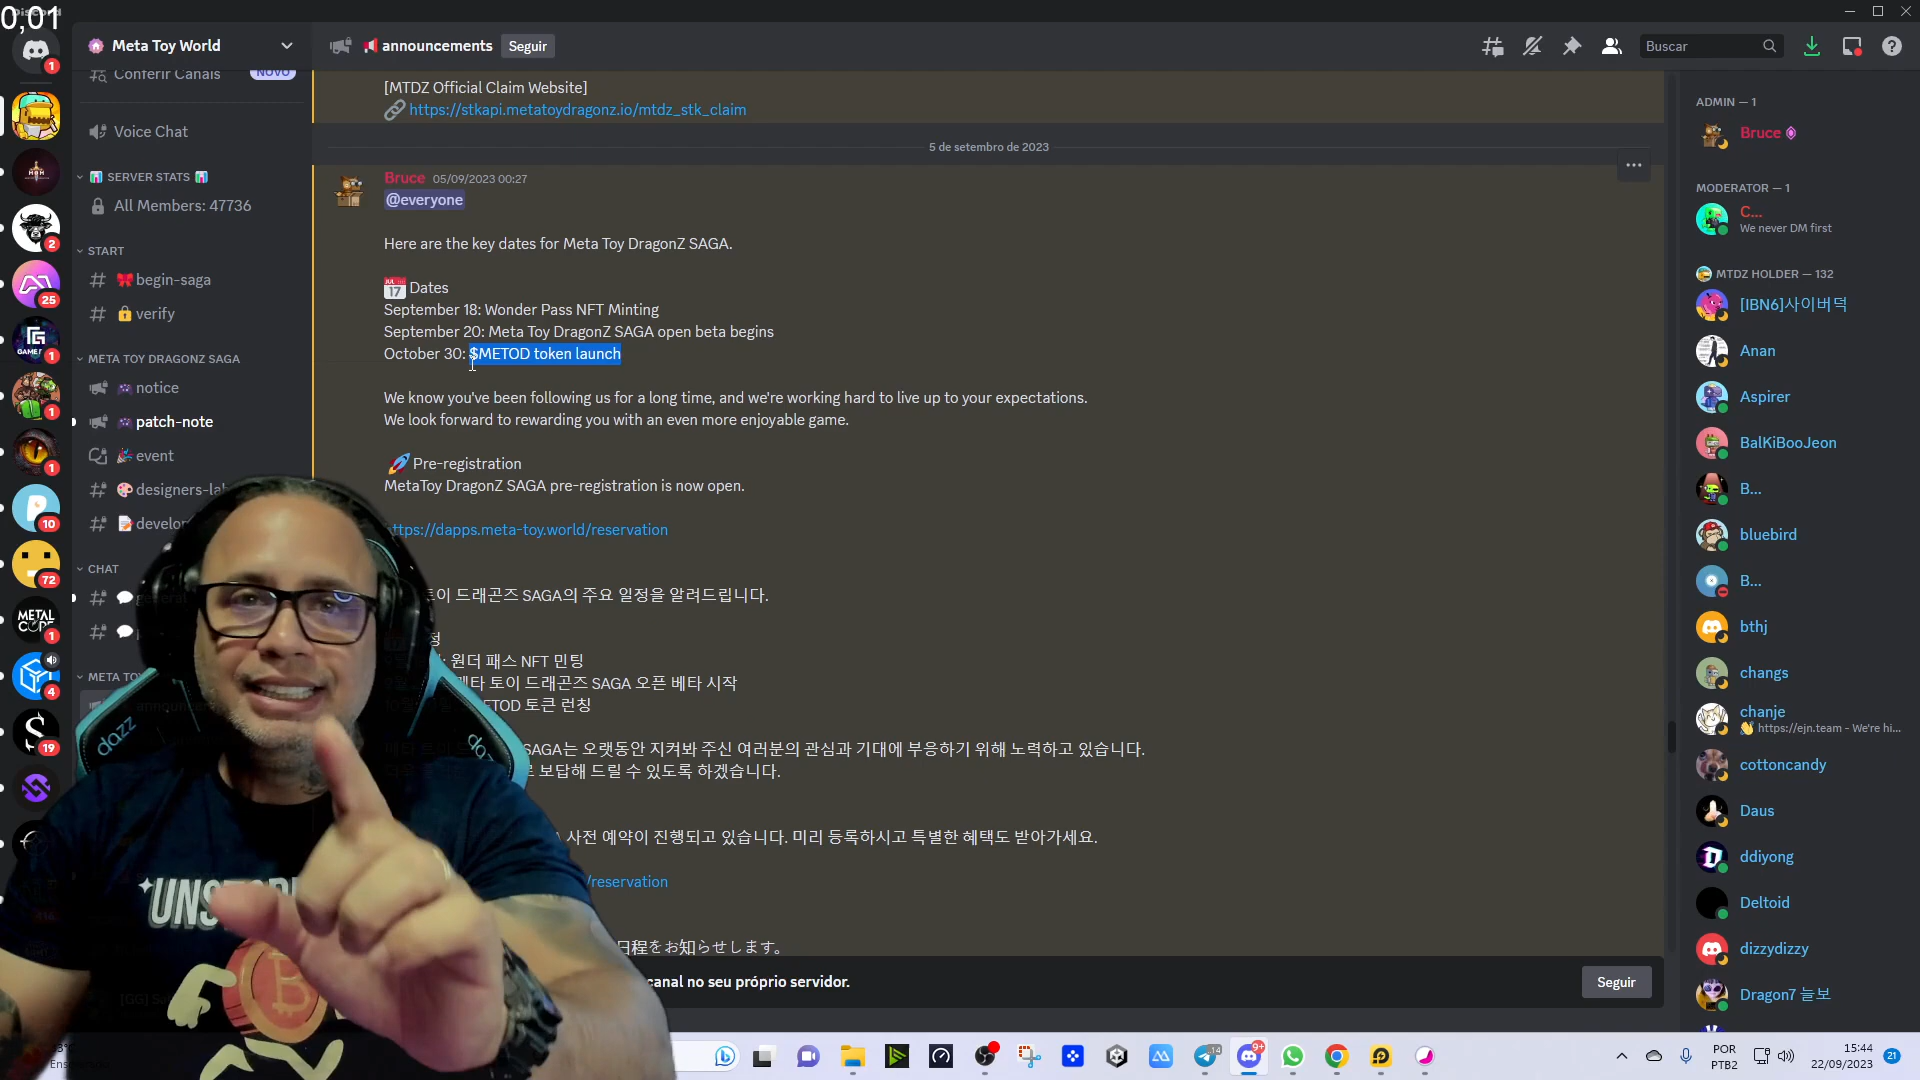 0,01
Meta Toy World
announcements
Seguir
Buscar
Conferir Canais
NOVO
Voice Chat
SERVER STATS
All Members: 47736
START
begin-saga
verify
META TOY DRAGONZ SAGA
notice
patch-note
event
designers-lab
CHAT
[MTDZ Official Claim Website]
https://stkapi.metatoydragonz.io/mtdz_stk_claim
5 de setembro de 2023
Bruce 05/09/2023 00:27
@everyone
Here are the key dates for Meta Toy DragonZ SAGA.
Dates
September 18: Wonder Pass NFT Minting
September 20: Meta Toy DragonZ SAGA open beta begins
October 30: $METOD token launch
We know you've been following us for a long time, and we're working hard to live up to your expectations.
We look forward to rewarding you with an even more enjoyable game.
Pre-registration
MetaToy DragonZ SAGA pre-registration is now open.
https://dapps.meta-toy.world/reservation
드래곤즈 SAGA의 주요 일정을 알려드립니다.
원더 패스 NFT 민팅
토이 드래곤즈 SAGA 오픈 베타 시작
토큰 런칭
SAGA는 오랫동안 지켜봐 주신 여러분의 관심과 기대에 부응하기 위해 노력하고 있습니다.
보답해 드릴 수 있도록 하겠습니다.
사전 예약이 진행되고 있습니다. 미리 등록하시고 특별한 혜택도 받아가세요.
/reservation
日程をお知らせします。
canal no seu próprio servidor.
Seguir
ADMIN — 1
Bruce
MODERATOR — 1
C...
We never DM first
MTDZ HOLDER — 132
[IBN6]사이버덕
Anan
Aspirer
BalKiBooJeon
B...
bluebird
B...
bthj
changs
chanje
https://ejn.team - We're hi...
cottoncandy
Daus
ddiyong
Deltoid
dizzydizzy
Dragon7 늘보
dazz
POR
PTB2
15:44
22/09/2023
21